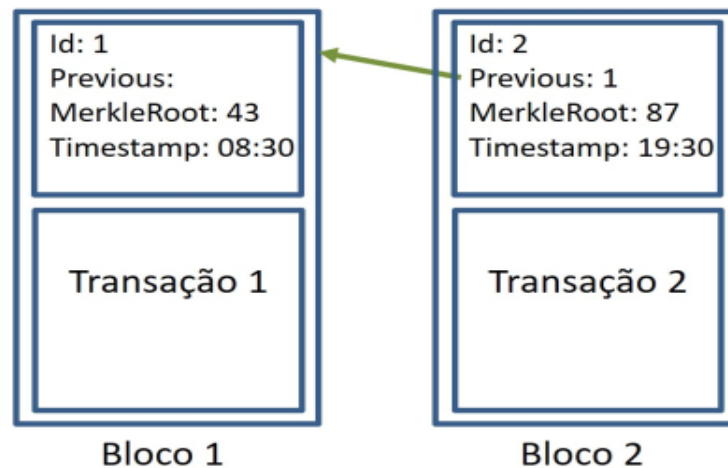 Id: 1
Previous:
MerkleRoot: 43
Timestamp: 08:30
Transação 1
Bloco 1
Id: 2
Previous: 1
MerkleRoot: 87
Timestamp: 19:30
Transação 2
Bloco 2